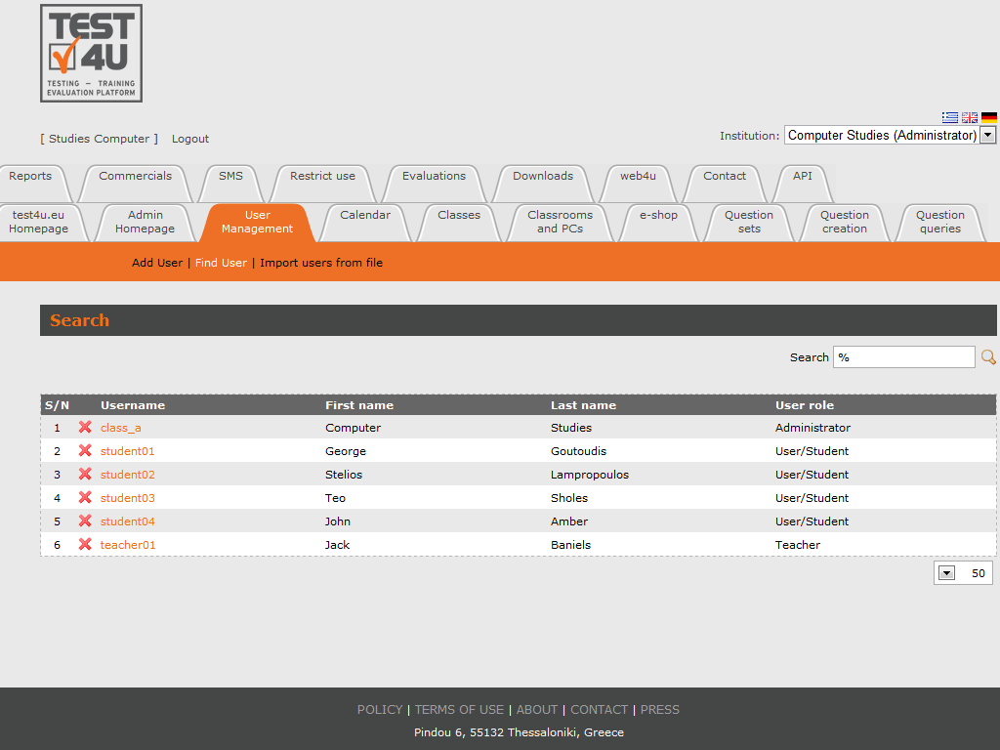 TEST
4U
TESTING – TRAINING
EVALUATION PLATFORM
[ Studies Computer ] Logout
Institution: Computer Studies (Administrator)
Reports Commercials SMS Restrict use Evaluations Downloads web4u Contact API
test4u.eu Homepage Admin Homepage User Management Calendar Classes Classrooms and PCs e-shop Question sets Question creation Question queries
Add User | Find User | Import users from file
Search
Search %
S/N Username First name Last name User role
1 class_a Computer Studies Administrator
2 student01 George Goutoudis User/Student
3 student02 Stelios Lampropoulos User/Student
4 student03 Teo Sholes User/Student
5 student04 John Amber User/Student
6 teacher01 Jack Baniels Teacher
50
POLICY | TERMS OF USE | ABOUT | CONTACT | PRESS
Pindou 6, 55132 Thessaloniki, Greece